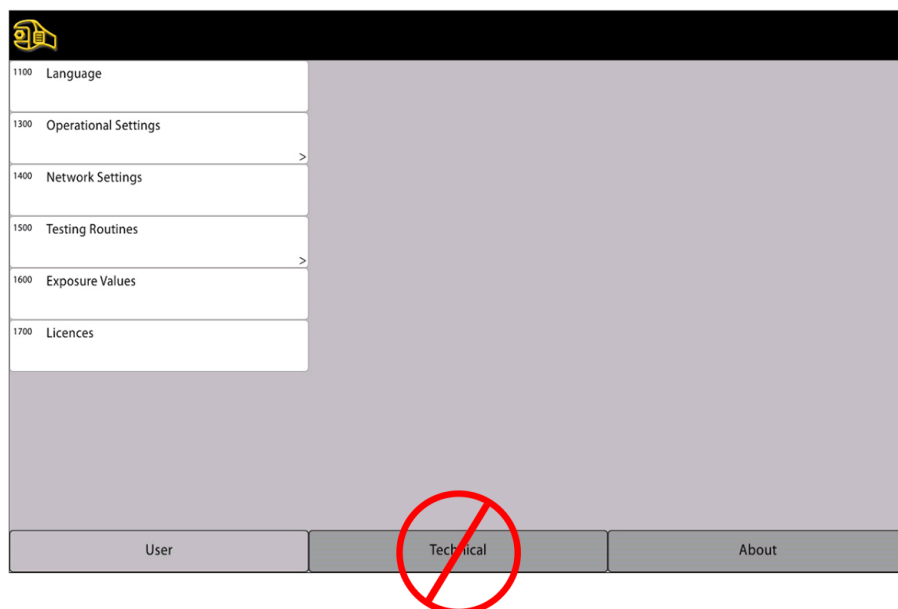 1100 Language
1300 Operational Settings
>
1400 Network Settings
1500 Testing Routines
>
1600 Exposure Values
1700 Licences
User Technical About